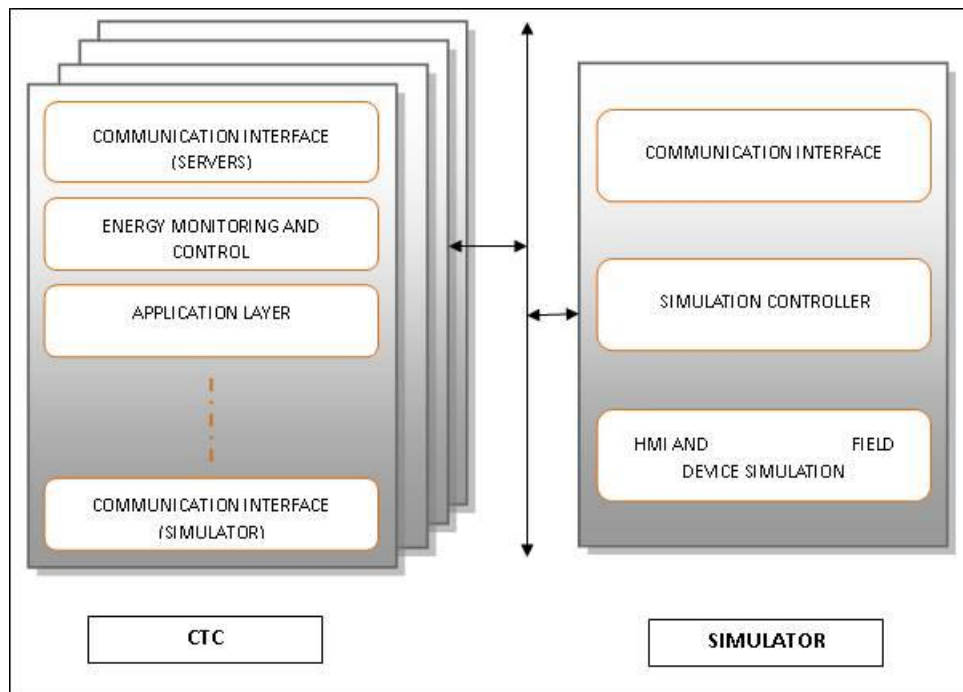 COMMUNICATION INTERFACE
(SERVERS)
ENERGY MONITORING AND
CONTROL
APPLICATION LAYER
COMMUNICATION INTERFACE
(SIMULATOR)
CTC
COMMUNICATION INTERFACE
SIMULATION CONTROLLER
HMI AND FIELD
DEVICE SIMULATION
SIMULATOR